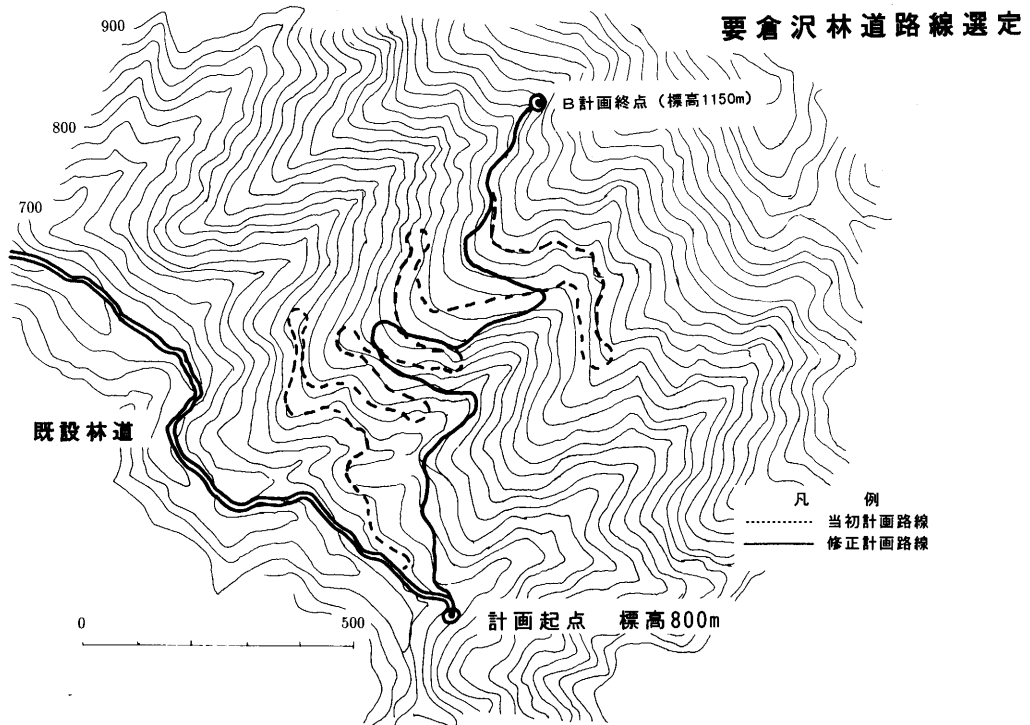 要倉沢林道路線選定
900
B計画終点（標高1150m）
800
700
既設林道
凡 例
当初計画路線
修正計画路線
計画起点 標高800m
0 500